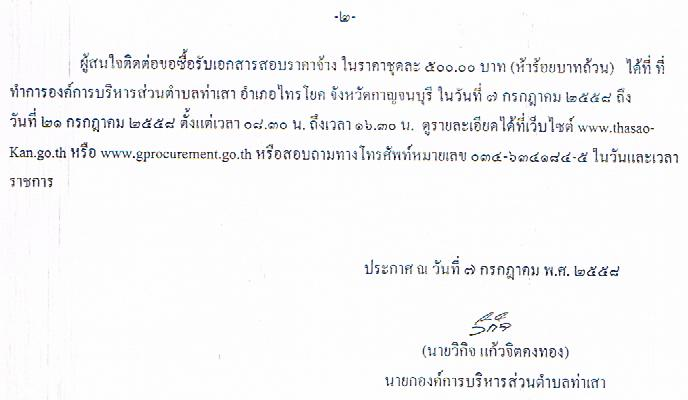 -๒-
ผู้สนใจติดต่อขอซื้อรับเอกสารสอบราคาจ้าง ในราคาชุดละ ๕๐๐.๐๐ บาท (ห้าร้อยบาทถ้วน) ได้ที่ ที่
ทำการองค์การบริหารส่วนตำบลท่าเสา อำเภอไทรโยค จังหวัดกาญจนบุรี ในวันที่ ๗ กรกฎาคม ๒๕๕๘ ถึง
วันที่ ๒๑ กรกฎาคม ๒๕๕๘ ตั้งแต่เวลา ๐๘.๓๐ น. ถึงเวลา ๑๖.๓๐ น. ดูรายละเอียดได้ที่เว็บไซต์ www.thasao-
Kan.go.th หรือ www.gprocurement.go.th หรือสอบถามทางโทรศัพท์หมายเลข ๐๓๔-๖๓๔๑๘๔-๕ ในวันและเวลา
ราชการ
ประกาศ ณ วันที่ ๗ กรกฎาคม พ.ศ. ๒๕๕๘
วิกิจ
(นายวิกิจ แก้วจิตคงทอง)
นายกองค์การบริหารส่วนตำบลท่าเสา